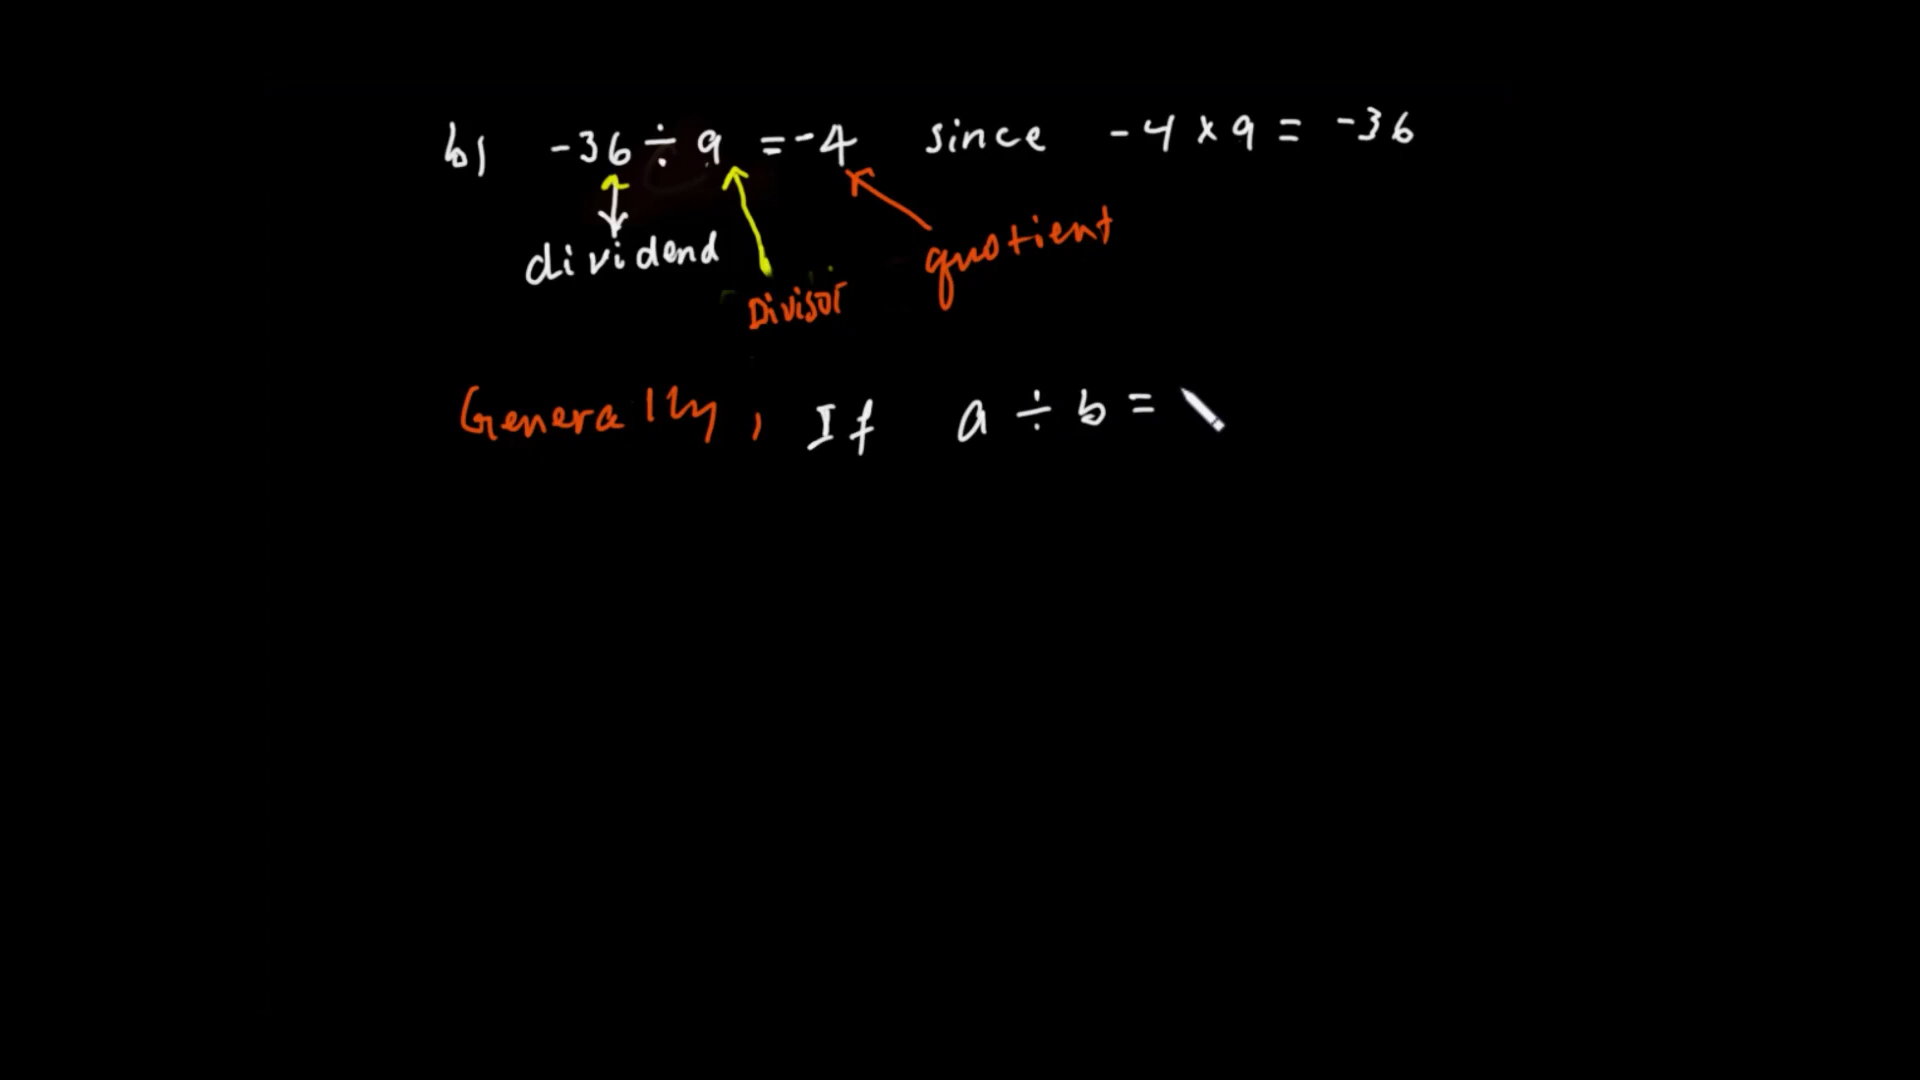 b) -36 ÷ 9 = -4 since -4 × 9 = -36
dividend
Divisor
quotient
Generally, If a ÷ b =